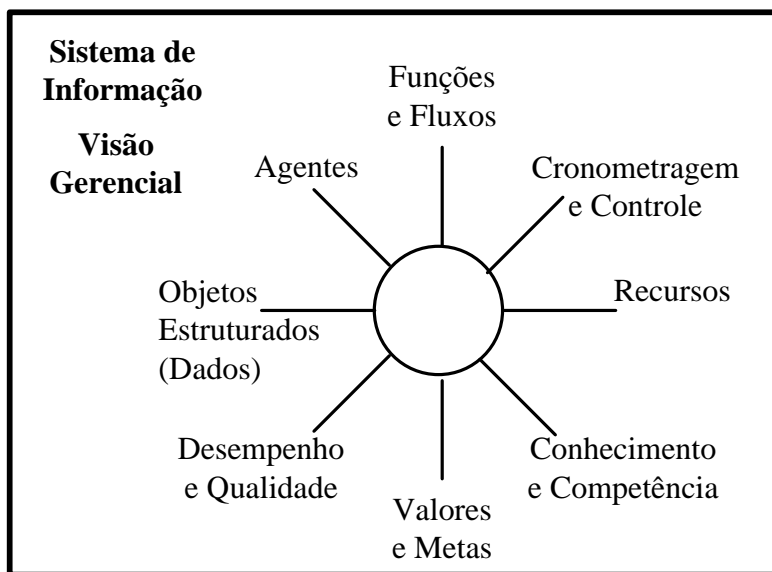 Sistema de
Informação
Visão
Gerencial
Funções
e Fluxos
Agentes
Cronometragem
e Controle
Objetos
Estruturados
(Dados)
Recursos
Desempenho
e Qualidade
Conhecimento
e Competência
Valores
e Metas